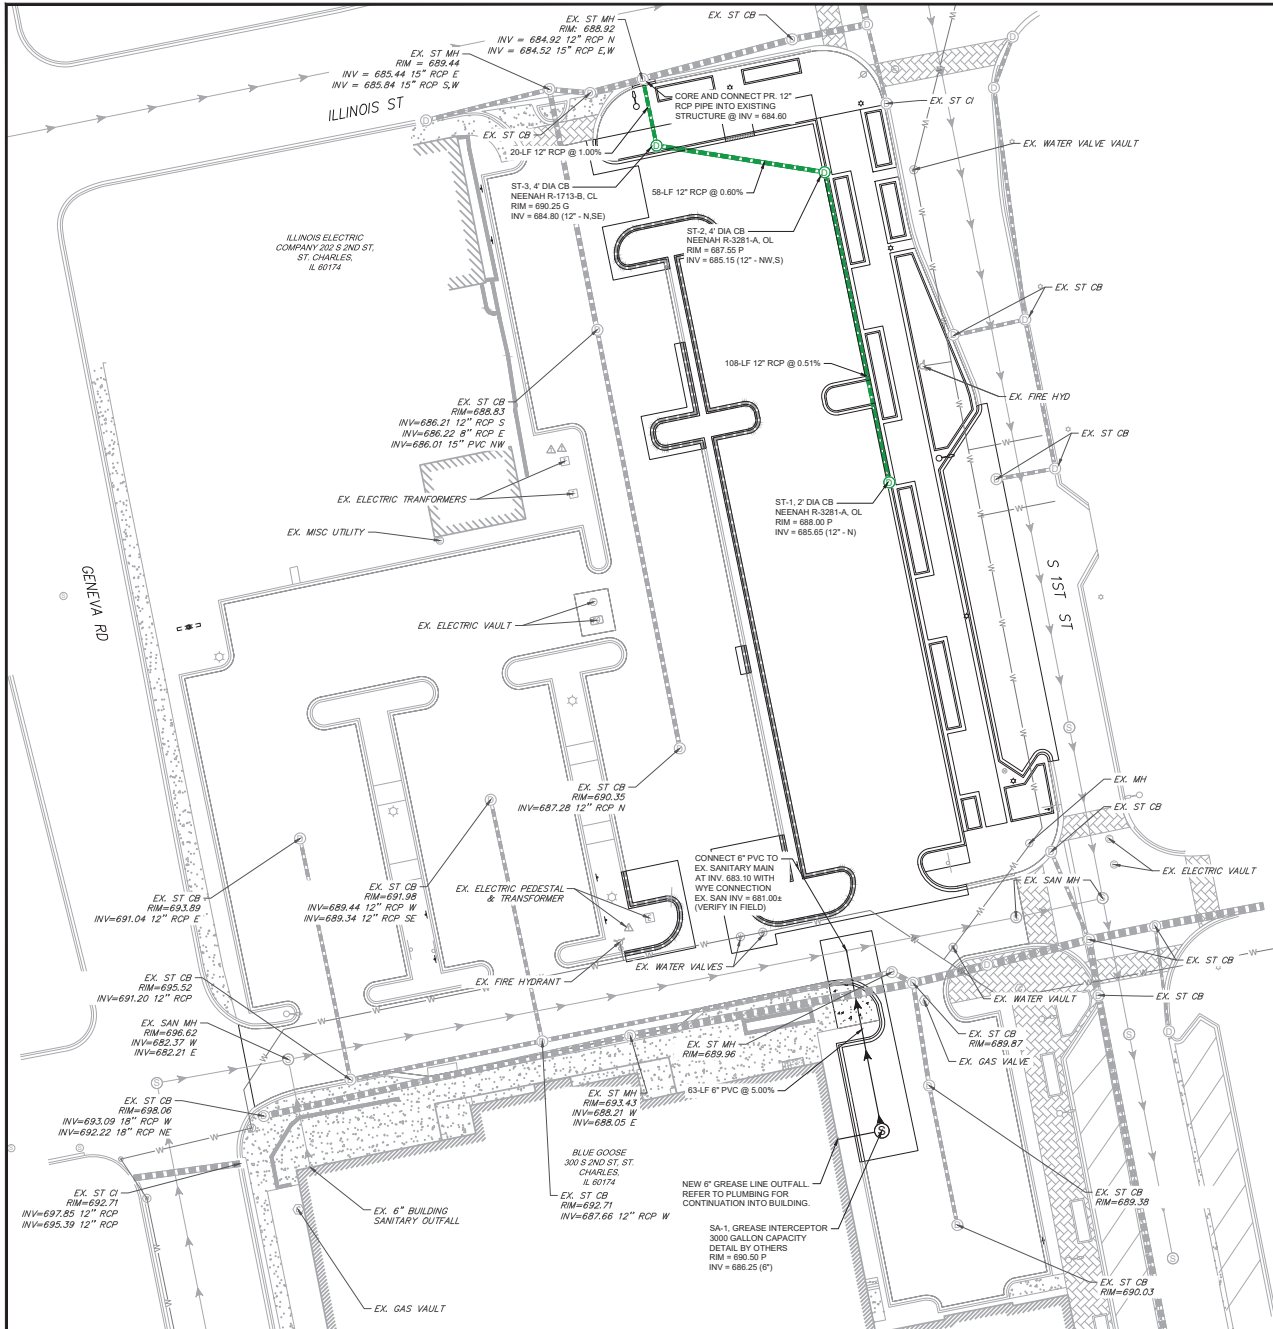 EX. ST MH
RIM: 688.92
INV = 684.92 12" RCP N
INV = 684.52 15" RCP E,W
EX. ST CB
EX. ST MH
RIM = 689.44
INV = 685.44 15" RCP E
INV = 685.84 15" RCP S,W
ILLINOIS ST
CORE AND CONNECT PR. 12"
RCP PIPE INTO EXISTING
STRUCTURE @ INV = 684.60
EX. ST CI
EX. ST CB
EX. WATER VALVE VAULT
20-LF 12" RCP @ 1.00%
ST-3, 4' DIA CB
NEENAH R-1713-B, CL
RIM = 690.25 G
INV = 684.80 (12" - N,SE)
58-LF 12" RCP @ 0.60%
ST-2, 4' DIA CB
NEENAH R-3281-A, OL
RIM = 687.55 P
INV = 685.15 (12" - NW,S)
ILLINOIS ELECTRIC
COMPANY 202 S 2ND ST,
ST. CHARLES,
IL 60174
EX. ST CB
108-LF 12" RCP @ 0.51%
EX. FIRE HYD
EX. ST CB
RIM=688.83
INV=686.21 12" RCP S
INV=686.22 8" RCP E
INV=686.01 15" PVC NW
EX. ST CB
EX. ELECTRIC TRANFORMERS
ST-1, 2' DIA CB
NEENAH R-3281-A, OL
RIM = 688.00 P
INV = 685.65 (12" - N)
EX. MISC UTILITY
GENEVA RD
S 1ST ST
EX. ELECTRIC VAULT
EX. ST CB
RIM=690.35
INV=687.28 12" RCP N
EX. MH
EX. ST CB
CONNECT 6" PVC TO
EX. SANITARY MAIN
AT INV. 683.10 WITH
WYE CONNECTION
EX. SAN INV = 681.00±
(VERIFY IN FIELD)
EX. ELECTRIC VAULT
EX. SAN MH
EX. ST CB
RIM=693.89
INV=691.04 12" RCP E
EX. ST CB
RIM=691.98
INV=689.44 12" RCP W
INV=689.34 12" RCP SE
EX. ELECTRIC PEDESTAL
& TRANSFORMER
EX. ST CB
EX. WATER VALVES
EX. FIRE HYDRANT
EX. ST CB
RIM=695.52
INV=691.20 12" RCP
EX. WATER VAULT
EX. ST CB
EX. SAN MH
RIM=696.62
INV=682.37 W
INV=682.21 E
EX. ST MH
RIM=689.96
EX. ST CB
RIM=689.87
EX. GAS VALVE
63-LF 6" PVC @ 5.00%
EX. ST MH
RIM=693.43
INV=688.21 W
INV=688.05 E
EX. ST CB
RIM=698.06
INV=693.09 18" RCP W
INV=692.22 18" RCP NE
BLUE GOOSE
300 S 2ND ST, ST.
CHARLES,
IL 60174
EX. ST CI
RIM=692.71
INV=697.85 12" RCP
INV=695.39 12" RCP
EX. 6" BUILDING
SANITARY OUTFALL
EX. ST CB
RIM=692.71
INV=687.66 12" RCP W
NEW 6" GREASE LINE OUTFALL.
REFER TO PLUMBING FOR
CONTINUATION INTO BUILDING.
EX. ST CB
RIM=689.38
SA-1, GREASE INTERCEPTOR
3000 GALLON CAPACITY
DETAIL BY OTHERS
RIM = 690.50 P
INV = 686.25 (6")
EX. ST CB
RIM=690.03
EX. GAS VAULT